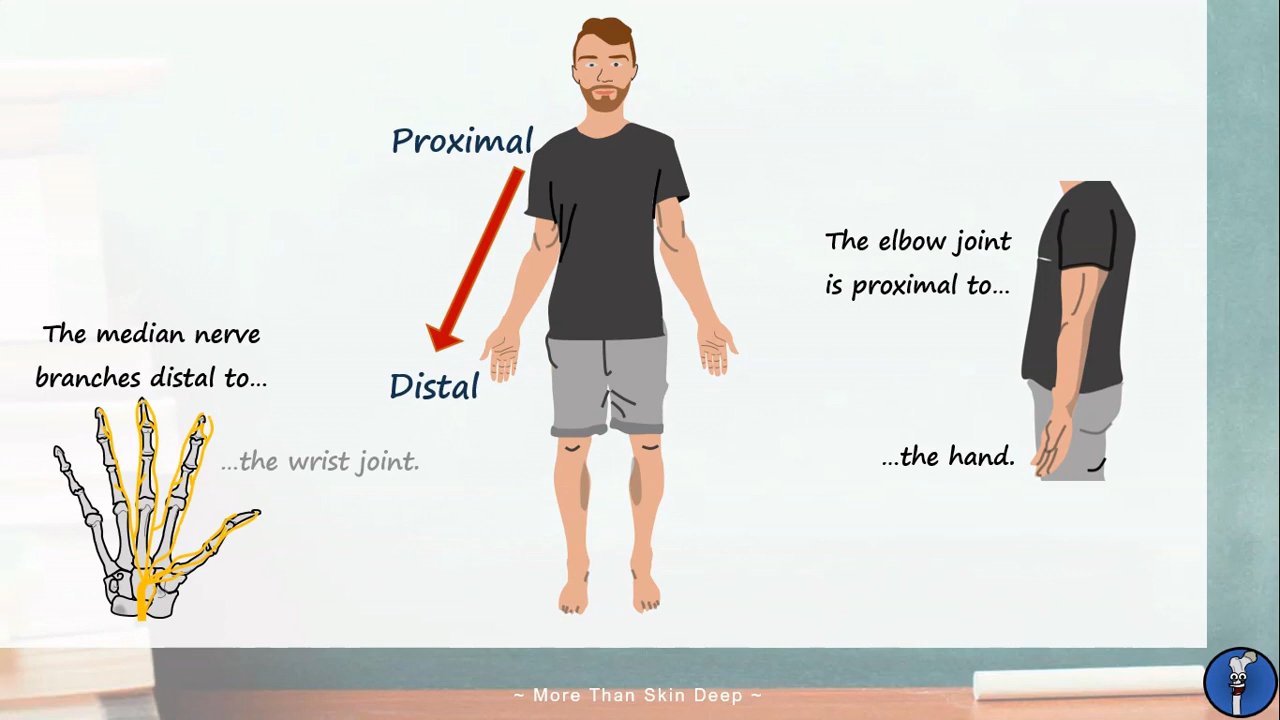 Proximal
Distal
The median nerve
branches distal to...
...the wrist joint.
The elbow joint
is proximal to...
...the hand.
~ More Than Skin Deep ~